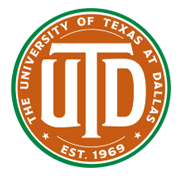 THE UNIVERSITY OF TEXAS AT DALLAS
UTD
EST. 1969